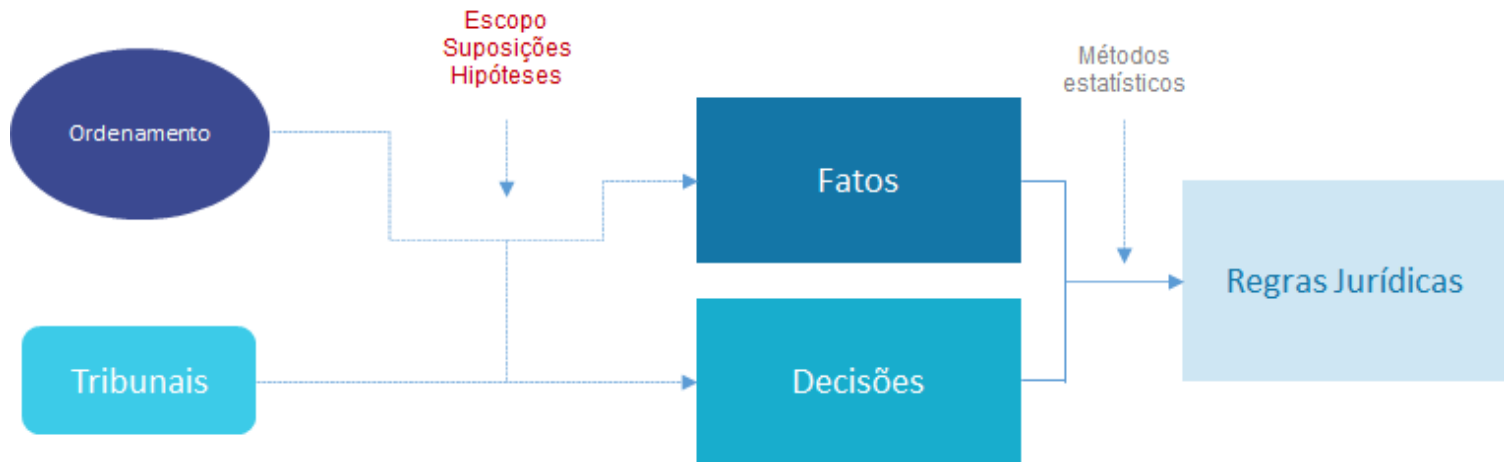 Escopo
Suposições
Hipóteses
Métodos
estatísticos
Ordenamento
Fatos
Regras Jurídicas
Tribunais
Decisões